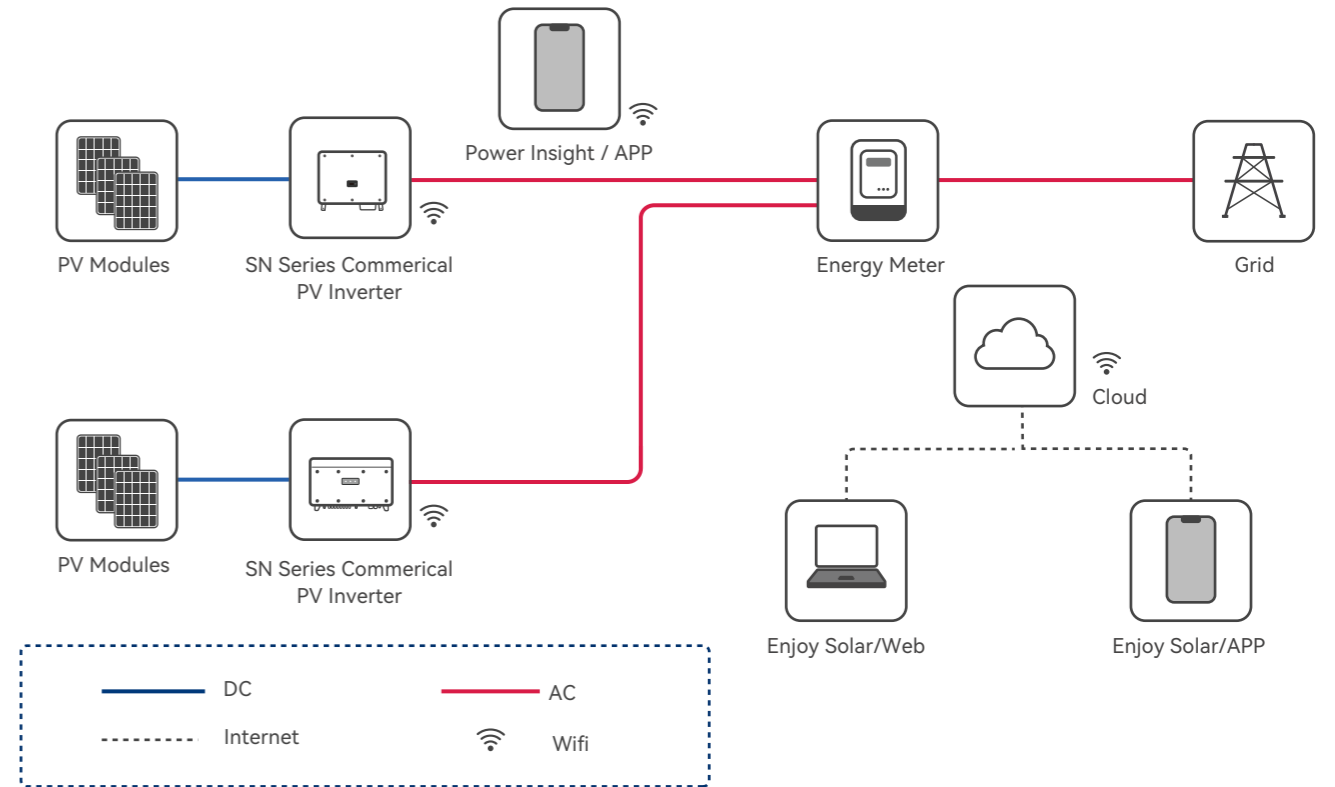 Power Insight / APP
PV Modules
SN Series Commerical
PV Inverter
Energy Meter
Grid
Cloud
PV Modules
SN Series Commerical
PV Inverter
Enjoy Solar/Web
Enjoy Solar/APP
DC
AC
Internet
Wifi